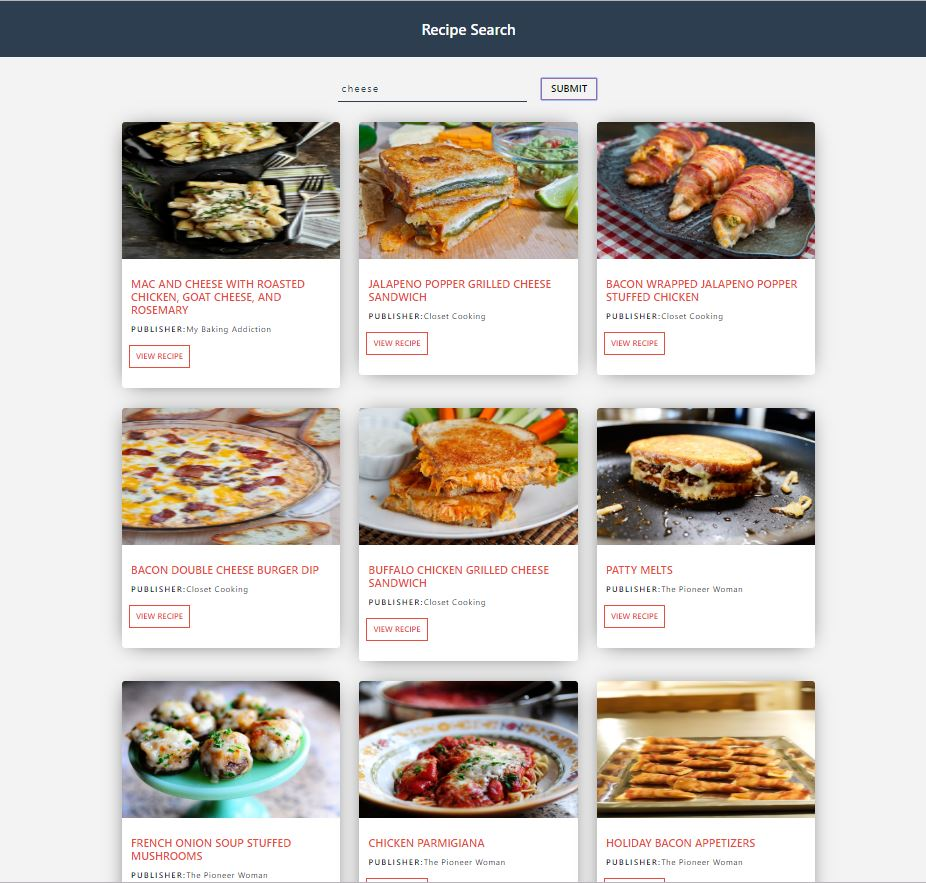 Recipe Search
cheese
SUBMIT
MAC AND CHEESE WITH ROASTED
CHICKEN, GOAT CHEESE, AND
ROSEMARY
PUBLISHER:My Baking Addiction
VIEW RECIPE
JALAPENO POPPER GRILLED CHEESE
SANDWICH
PUBLISHER:Closet Cooking
VIEW RECIPE
BACON WRAPPED JALAPENO POPPER
STUFFED CHICKEN
PUBLISHER:Closet Cooking
VIEW RECIPE
BACON DOUBLE CHEESE BURGER DIP
PUBLISHER:Closet Cooking
VIEW RECIPE
BUFFALO CHICKEN GRILLED CHEESE
SANDWICH
PUBLISHER:Closet Cooking
VIEW RECIPE
PATTY MELTS
PUBLISHER:The Pioneer Woman
VIEW RECIPE
FRENCH ONION SOUP STUFFED
MUSHROOMS
PUBLISHER:The Pioneer Woman
CHICKEN PARMIGIANA
PUBLISHER:The Pioneer Woman
HOLIDAY BACON APPETIZERS
PUBLISHER:The Pioneer Woman